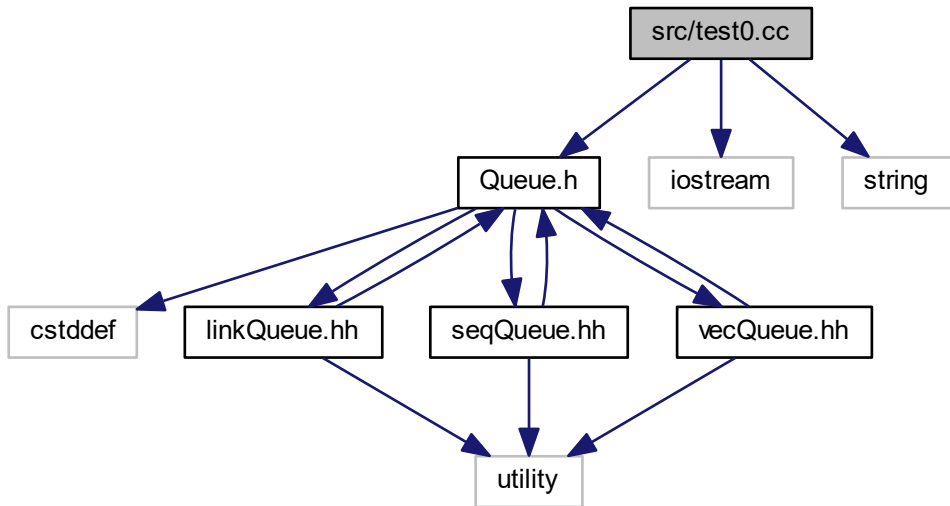 src/test0.cc
Queue.h
iostream
string
cstddef
linkQueue.hh
seqQueue.hh
vecQueue.hh
utility